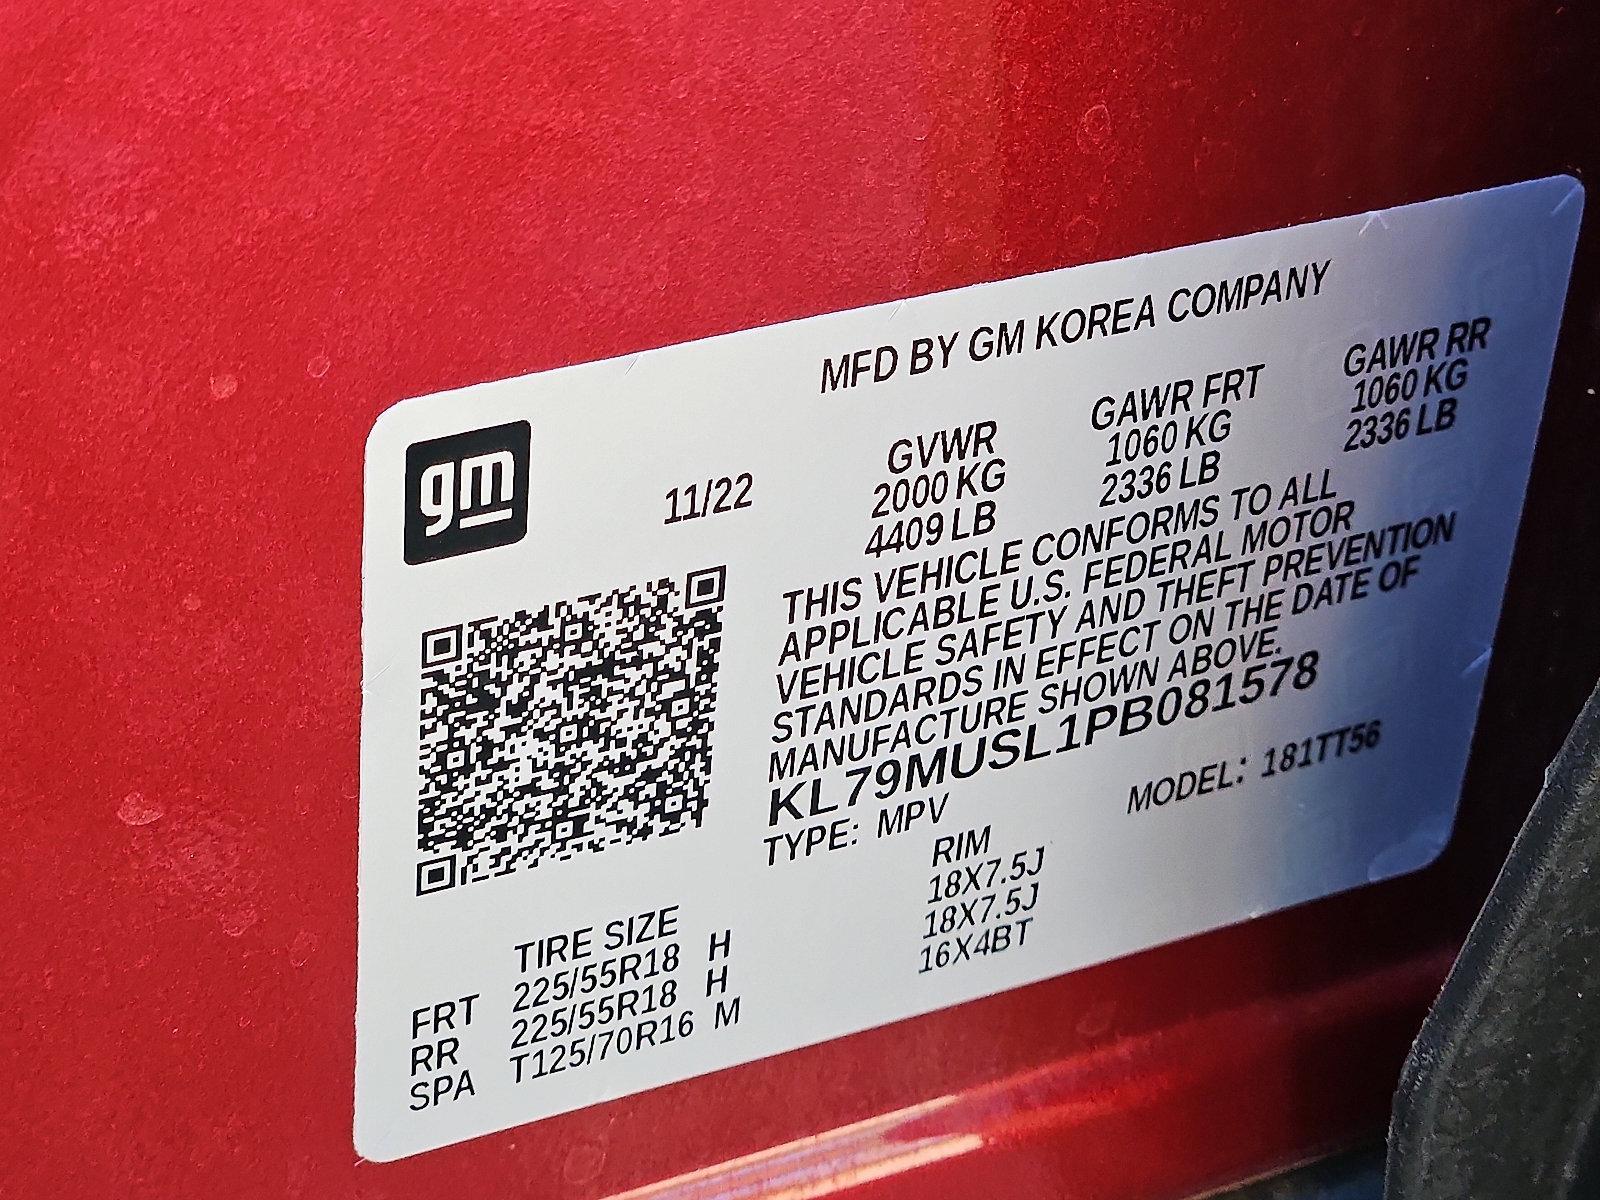 MFD BY GM KOREA COMPANY
gm
11/22
GVWR GAWR FRT GAWR RR
2000 KG 1060 KG 1060 KG
4409 LB 2336 LB 2336 LB
THIS VEHICLE CONFORMS TO ALL
APPLICABLE U.S. FEDERAL MOTOR
VEHICLE SAFETY AND THEFT PREVENTION
STANDARDS IN EFFECT ON THE DATE OF
MANUFACTURE SHOWN ABOVE.
KL79MUSL1PB081578
TYPE: MPV MODEL: 181TT56
TIRE SIZE RIM
FRT 225/55R18 H 18X7.5J
RR 225/55R18 H 18X7.5J
SPA T125/70R16 M 16X4BT